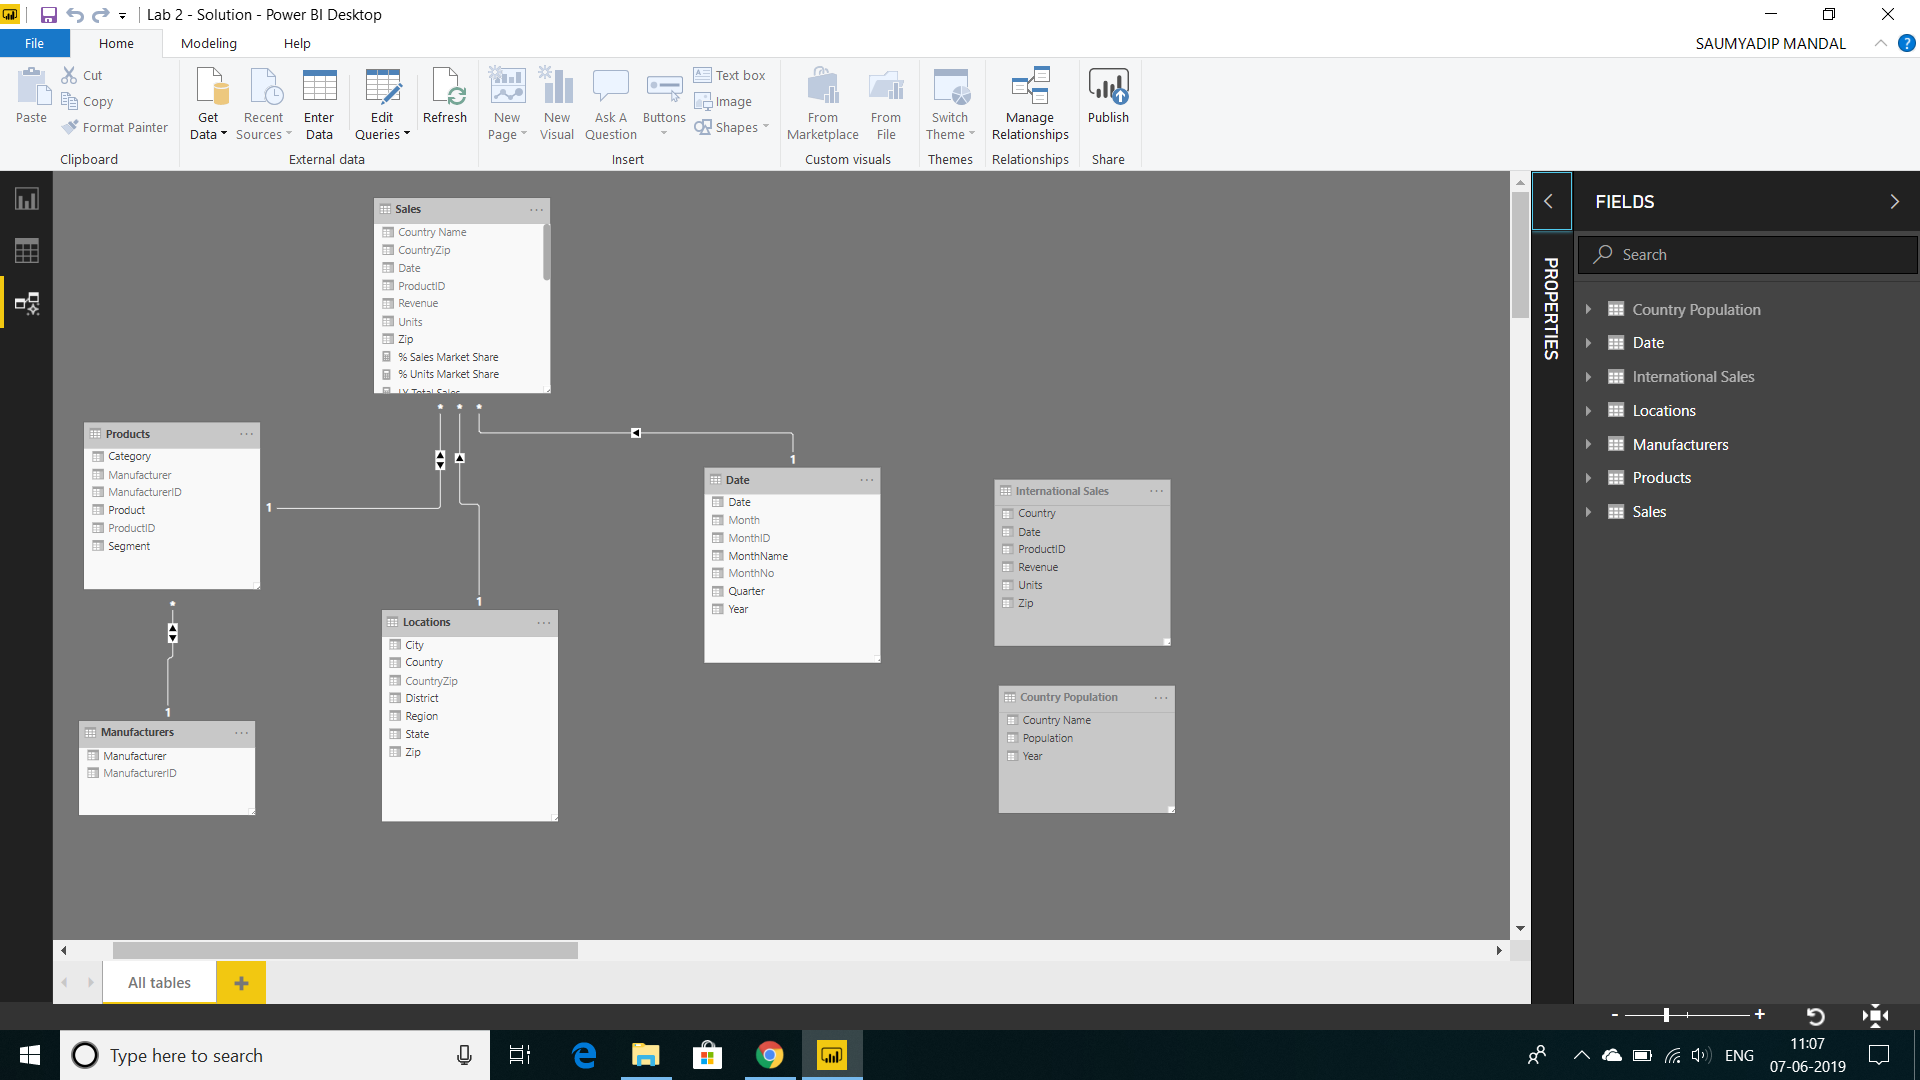 Lab 2 - Solution - Power BI Desktop
File Home Modeling Help SAUMYADIP MANDAL ?
Paste
Cut
Copy
Format Painter
Clipboard
Get Data
Recent Sources
Enter Data
Edit Queries
Refresh
External data
New Page
New Visual
Ask A Question
Buttons
Text box
Image
Shapes
Insert
From Marketplace
From File
Custom visuals
Switch Theme
Themes
Manage Relationships
Relationships
Publish
Share
Sales ...
Country Name
CountryZip
Date
ProductID
Revenue
Units
Zip
% Sales Market Share
% Units Market Share
LY Total Sales
* * *
Products ...
Category
Manufacturer
ManufacturerID
Product
ProductID
Segment
1
*
1
Manufacturers ...
Manufacturer
ManufacturerID
1
Locations ...
City
Country
CountryZip
District
Region
State
Zip
1
Date ...
Date
Month
MonthID
MonthName
MonthNo
Quarter
Year
International Sales ...
Country
Date
ProductID
Revenue
Units
Zip
Country Population ...
Country Name
Population
Year
PROPERTIES
FIELDS
Search
Country Population
Date
International Sales
Locations
Manufacturers
Products
Sales
All tables +
- +
Type here to search
ENG
11:07
07-06-2019